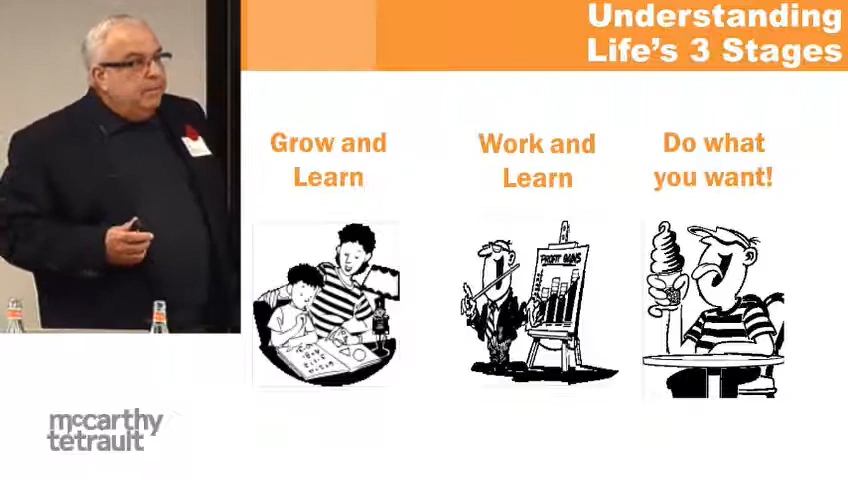 Understanding
Life's 3 Stages
Grow and
Learn
Work and
Learn
Do what
you want!
PROFIT GAINS
mccarthy
tetrault